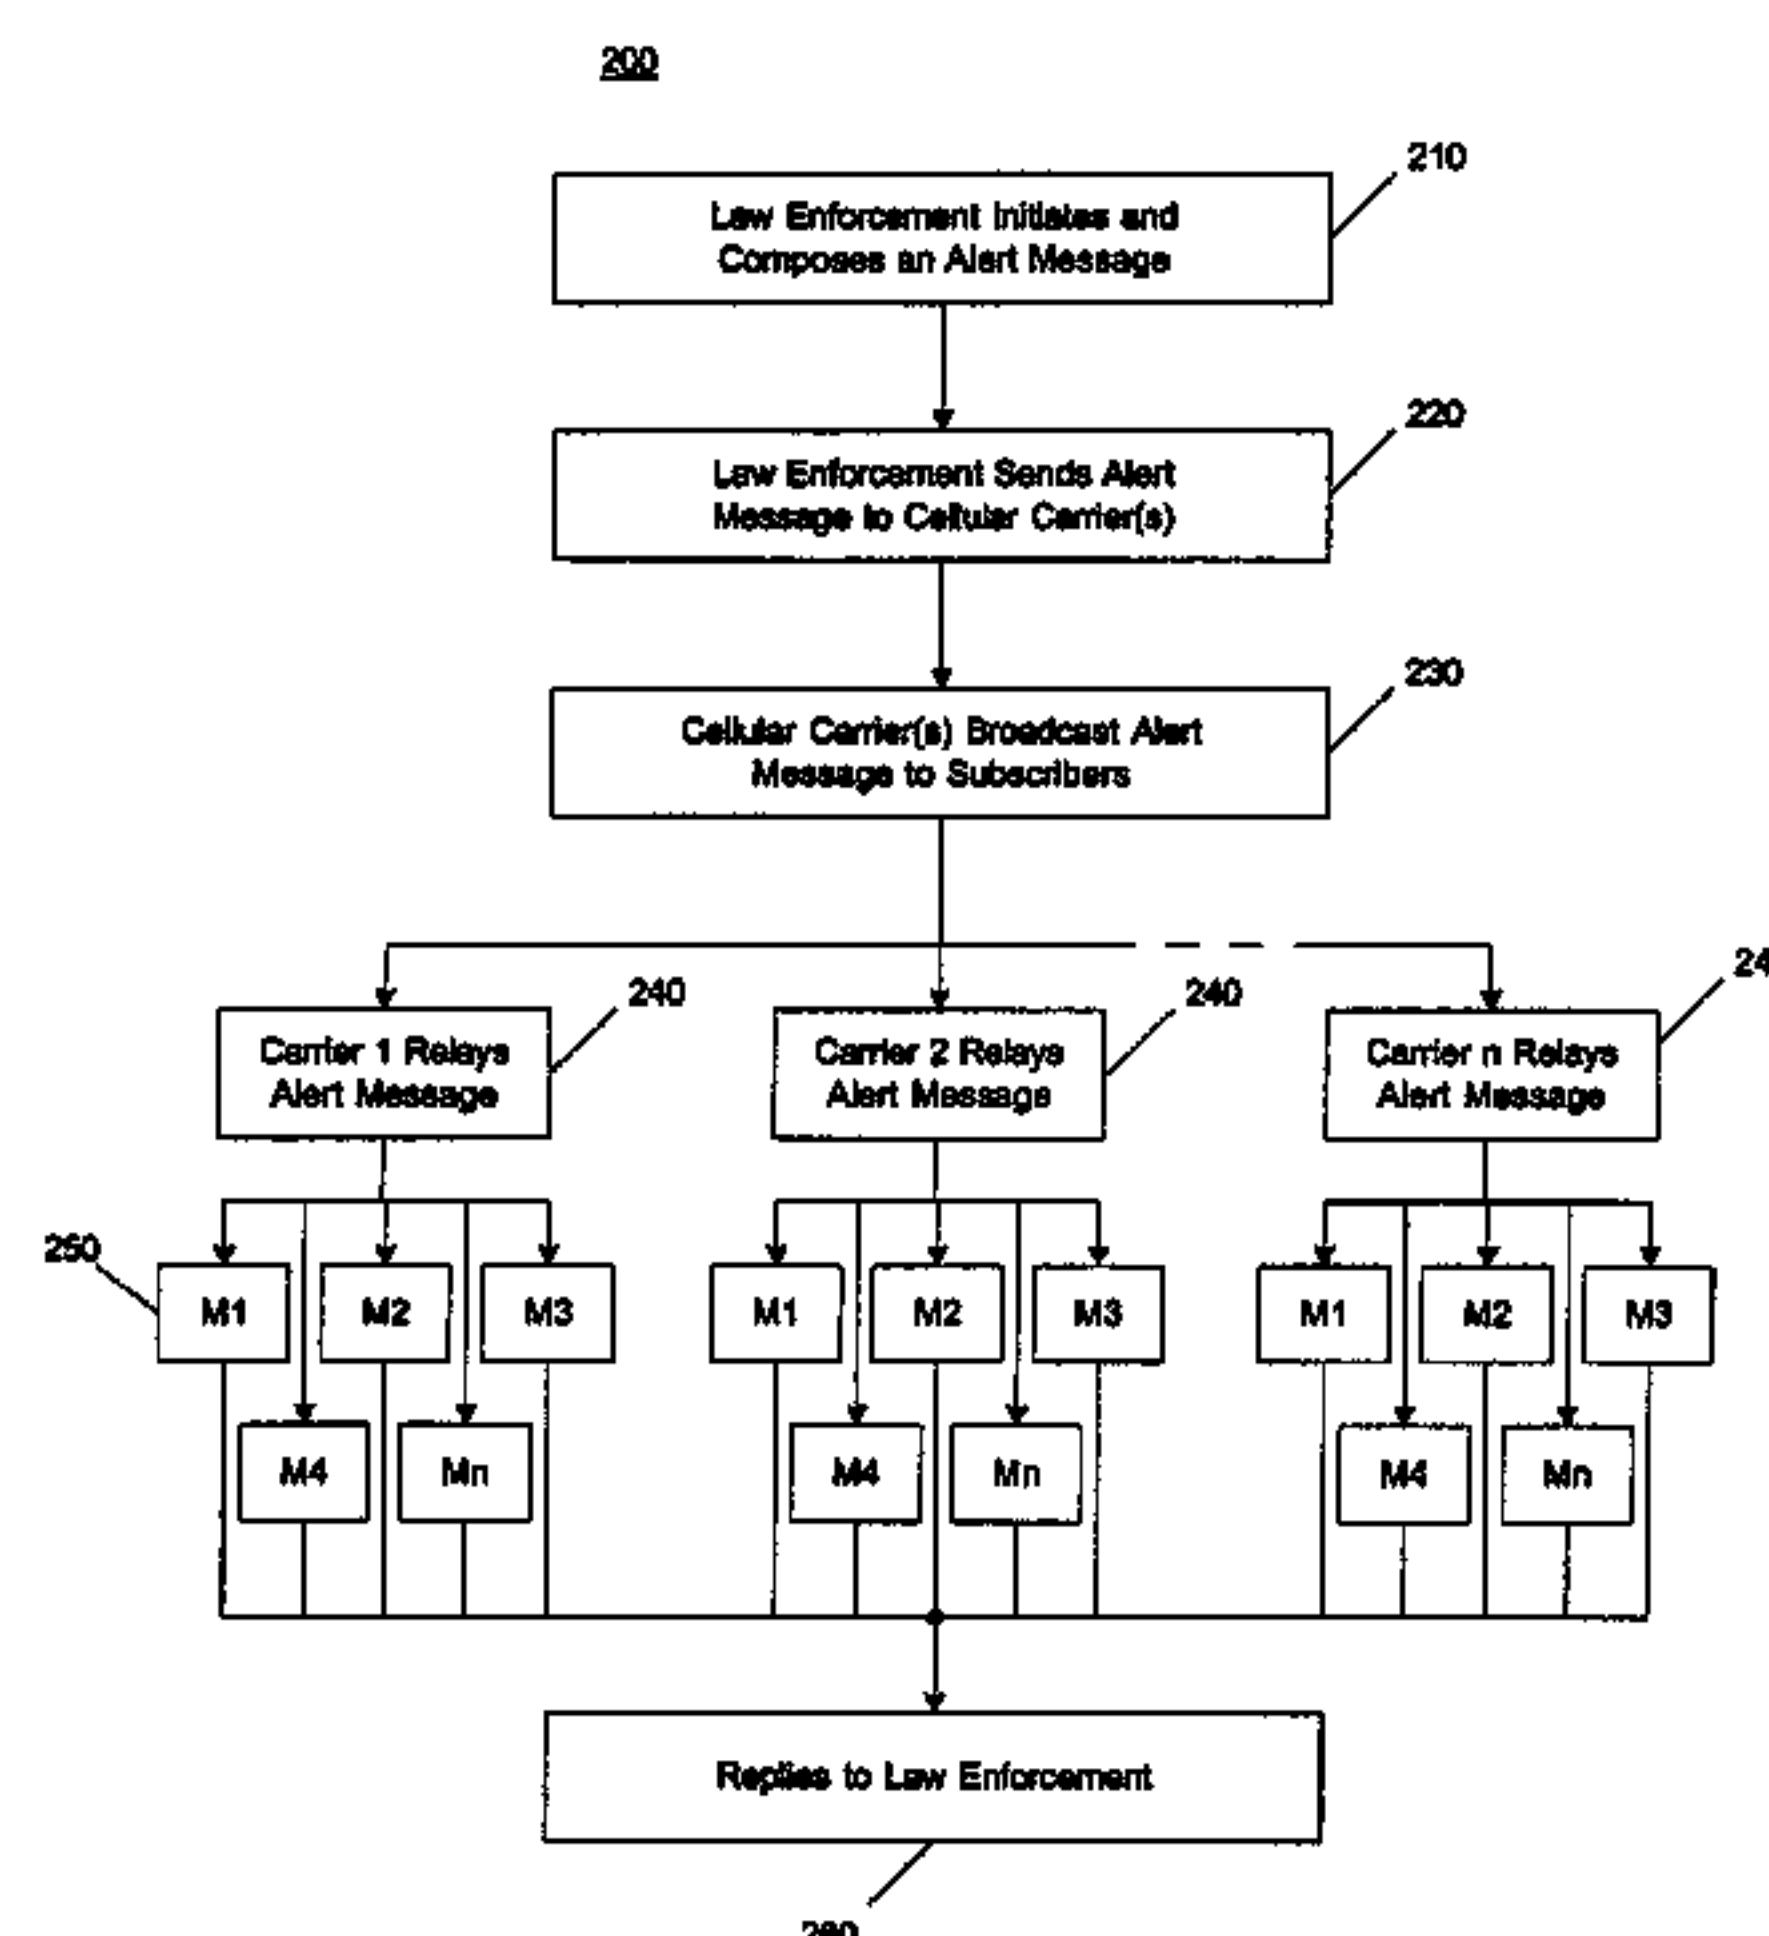 200
210
Law Enforcement Initiates and
Composes an Alert Message
220
Law Enforcement Sends Alert
Message to Cellular Carrier(s)
230
Cellular Carrier(s) Broadcast Alert
Message to Subscribers
240
240
24
Carrier 1 Relays
Alert Message
Carrier 2 Relays
Alert Message
Carrier n Relays
Alert Message
250
M1
M2
M3
M1
M2
M3
M1
M2
M3
M4
Mn
M4
Mn
M4
Mn
Replies to Law Enforcement